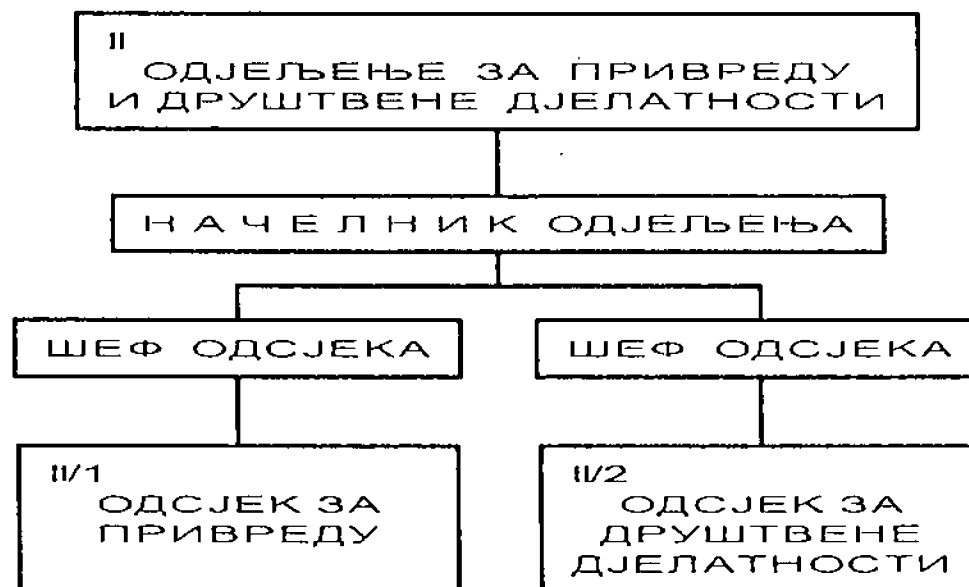 II
ОДЈЕЉЕЊЕ ЗА ПРИВРЕДУ
И ДРУШТВЕНЕ ДЈЕЛАТНОСТИ
Н А Ч Е Л Н И К ОДЈЕЉЕЊА
ШЕФ ОДСЈЕКА
ШЕФ ОДСЈЕКА
II/1
ОДСЈЕК ЗА
ПРИВРЕДУ
II/2
ОДСЈЕК ЗА
ДРУШТВЕНЕ
ДЈЕЛАТНОСТИ